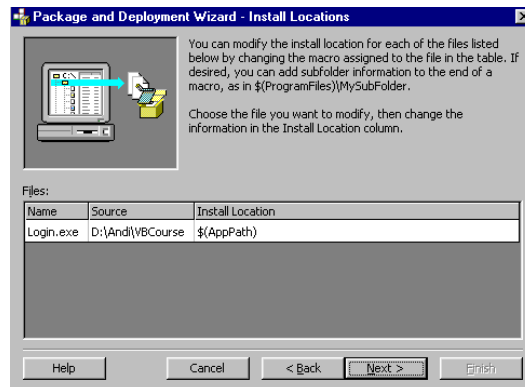 Package and Deployment Wizard - Install Locations
You can modify the install location for each of the files listed
below by changing the macro assigned to the file in the table. If
desired, you can add subfolder information to the end of a
macro, as in $(ProgramFiles)\MySubFolder.
Choose the file you want to modify, then change the
information in the Install Location column.
Files:
Name Source Install Location
Login.exe D:\Andi\VBCourse $(AppPath)
Help Cancel < Back Next > Finish